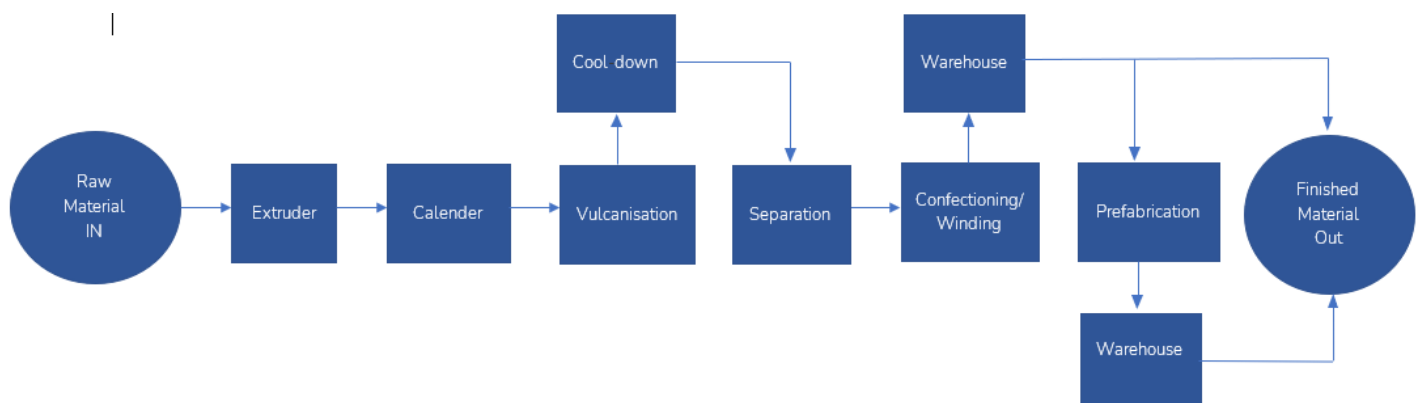 Raw
Material
IN
Extruder
Calender
Vulcanisation
Cool down
Separation
Confectioning/
Winding
Warehouse
Prefabrication
Warehouse
Finished
Material
Out